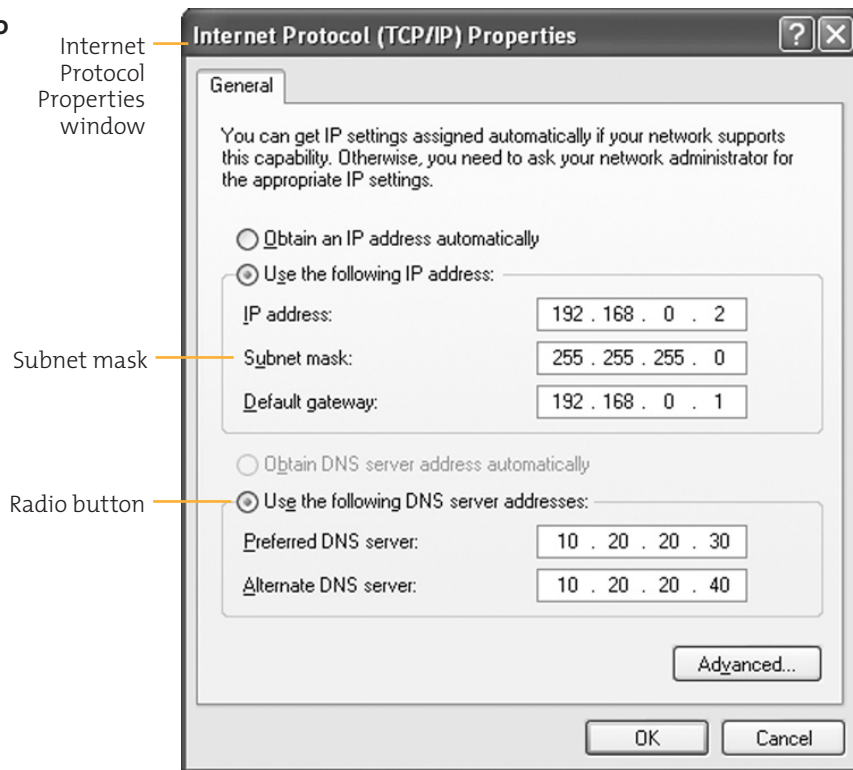 Internet
Protocol
Properties
window
Internet Protocol (TCP/IP) Properties
General
You can get IP settings assigned automatically if your network supports
this capability. Otherwise, you need to ask your network administrator for
the appropriate IP settings.
Obtain an IP address automatically
Use the following IP address:
IP address:
192 . 168 . 0 . 2
Subnet mask
Subnet mask:
255 . 255 . 255 . 0
Default gateway:
192 . 168 . 0 . 1
Obtain DNS server address automatically
Radio button
Use the following DNS server addresses:
Preferred DNS server:
10 . 20 . 20 . 30
Alternate DNS server:
10 . 20 . 20 . 40
Advanced...
OK
Cancel